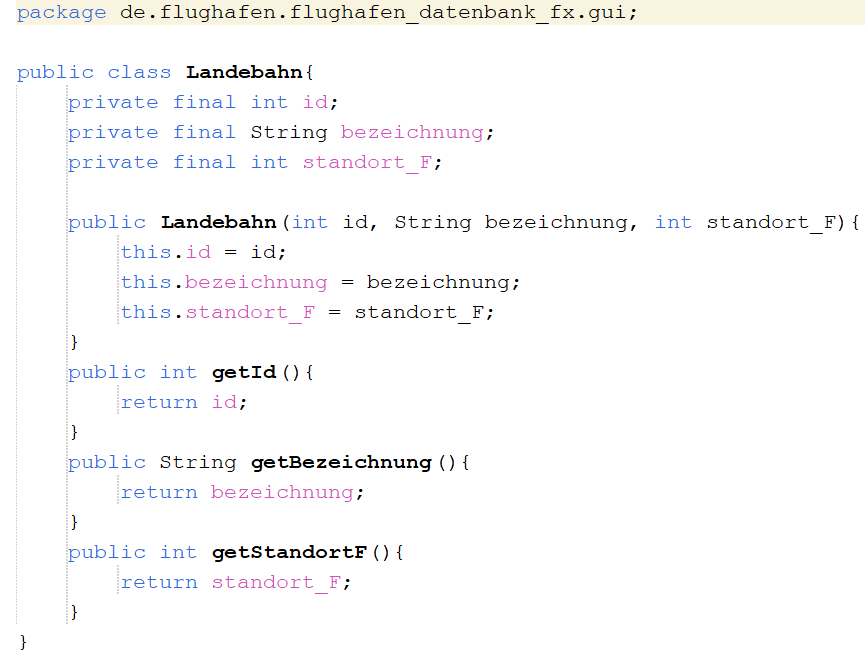 package de.flughafen.flughafen_datenbank_fx.gui;
public class Landebahn{
private final int id;
private final String bezeichnung;
private final int standort_F;
public Landebahn(int id, String bezeichnung, int standort_F){
this.id = id;
this.bezeichnung = bezeichnung;
this.standort_F = standort_F;
}
public int getId(){
return id;
}
public String getBezeichnung(){
return bezeichnung;
}
public int getStandortF(){
return standort_F;
}
}